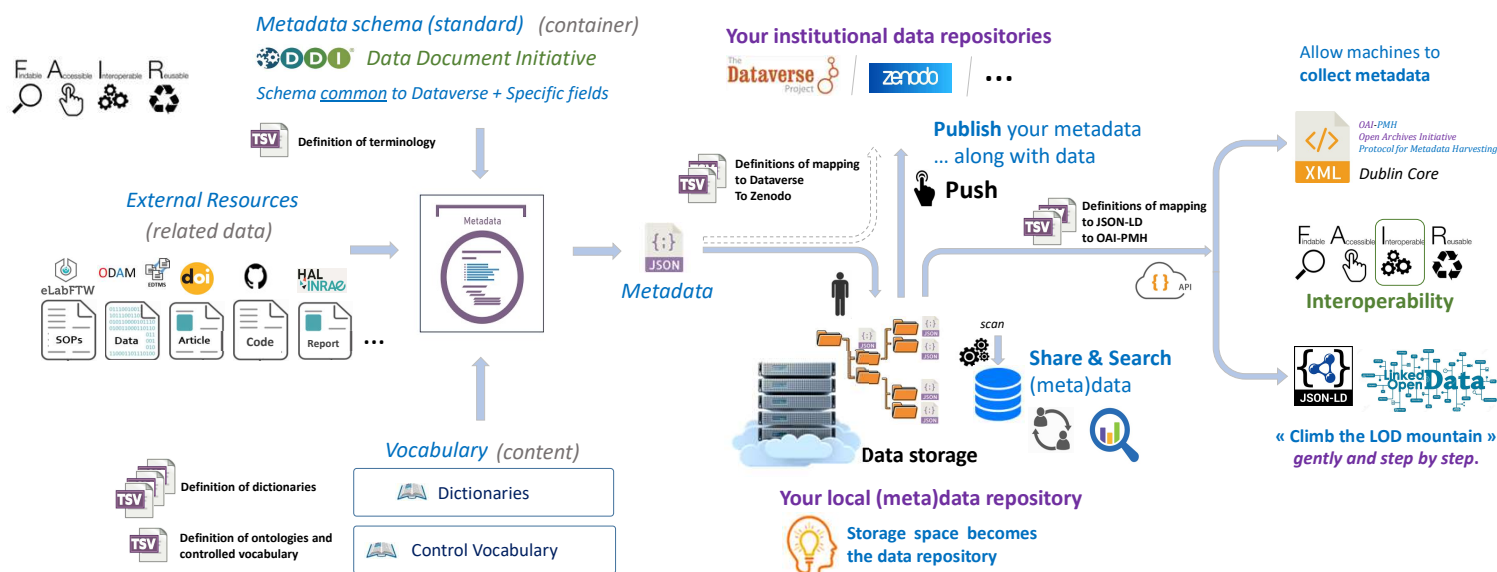 Metadata schema (standard) (container)
DDI® Data Document Initiative
Schema common to Dataverse + Specific fields
Findable Accessible Interoperable Reusable
TSV Definition of terminology
External Resources
(related data)
eLabFTW
ODAM
EDTMS
doi
HAL
INRAE
SOPs
Data
Article
Code
Report
...
Metadata
Vocabulary (content)
TSV Definition of dictionaries
Dictionaries
TSV Definition of ontologies and
controlled vocabulary
Control Vocabulary
{;}
JSON
Metadata
Your institutional data repositories
The
Dataverse
Project
zenodo
...
TSV
Definitions of mapping
to Dataverse
To Zenodo
Publish your metadata
... along with data
Push
TSV
Definitions of mapping
to JSON-LD
to OAI-PMH
{} API
scan
{;}
JSON
{;}
JSON
{;}
JSON
{;}
JSON
{;}
JSON
Share & Search
(meta)data
Data storage
Your local (meta)data repository
Storage space becomes
the data repository
Allow machines to
collect metadata
</>
XML
OAI-PMH
Open Archives Initiative
Protocol for Metadata Harvesting
Dublin Core
Findable Accessible Interoperable Reusable
Interoperability
{ }
JSON-LD
Linked
Open Data
« Climb the LOD mountain »
gently and step by step.